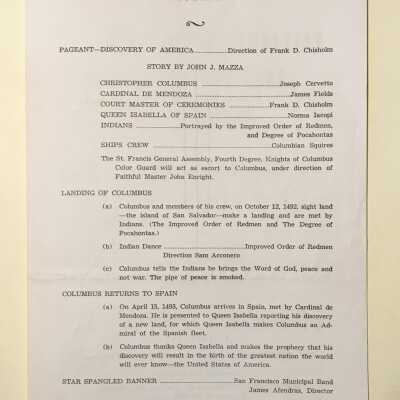 PAGEANT—DISCOVERY OF AMERICA..............Direction of Frank D. Chisholm
STORY BY JOHN J. MAZZA
CHRISTOPHER COLUMBUS ..............Joseph Cervetto
CARDINAL DE MENDOZA ..............James Fields
COURT MASTER OF CEREMONIES ..............Frank D. Chisholm
QUEEN ISABELLA OF SPAIN ..............Norma Iacopi
INDIANS ..............Portrayed by the Improved Order of Redmen,
and Degree of Pocahontas
SHIPS CREW ..............Columbian Squires
The St. Francis General Assembly, Fourth Degree, Knights of Columbus
Color Guard will act as escort to Columbus, under direction of
Faithful Master John Enright.
LANDING OF COLUMBUS
(a) Columbus and members of his crew, on October 12, 1492, sight land
—the island of San Salvador—make a landing and are met by
Indians. (The Improved Order of Redmen and The Degree of
Pocahontas.)
(b) Indian Dance ..............Improved Order of Redmen
Direction Sam Acconero
(c) Columbus tells the Indians he brings the Word of God, peace and
not war. The pipe of peace is smoked.
COLUMBUS RETURNS TO SPAIN
(a) On April 15, 1493, Columbus arrives in Spain, met by Cardinal de
Mendoza. He is presented to Queen Isabella reporting his discovery
of a new land, for which Queen Isabella makes Columbus an Ad-
miral of the Spanish fleet.
(b) Columbus thanks Queen Isabella and makes the prophecy that his
discovery will result in the birth of the greatest nation the world
will ever know—the United States of America.
STAR SPANGLED BANNER ..............San Francisco Municipal Band
James Afendras, Director